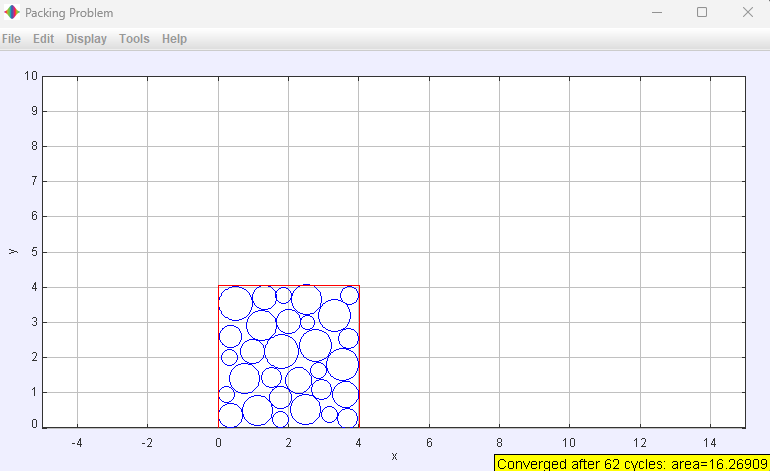 Packing Problem
File Edit Display Tools Help
10
9
8
7
6
5
y
4
3
2
1
0
-4 -2 0 2 4 6 8 10 12 14
x
Converged after 62 cycles: area=16.26909